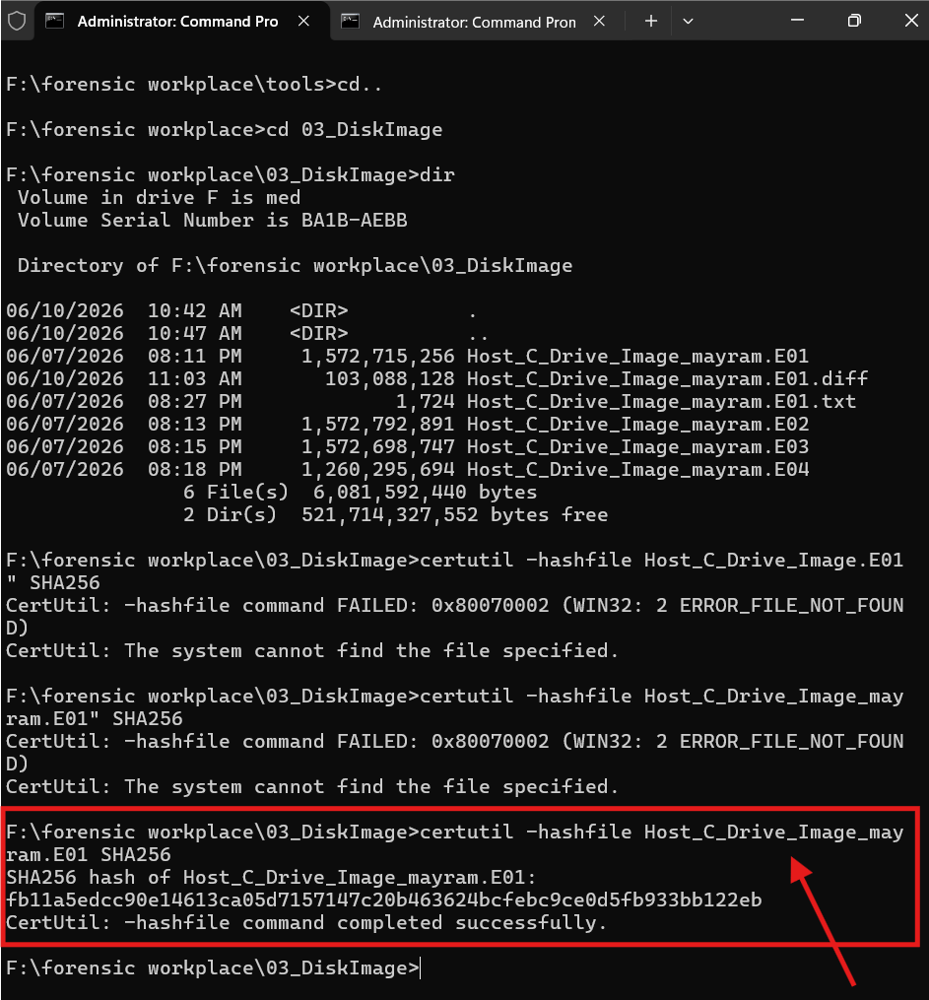 Administrator: Command Pro
Administrator: Command Pron
F:\forensic workplace\tools>cd..
F:\forensic workplace>cd 03_DiskImage
F:\forensic workplace\03_DiskImage>dir
 Volume in drive F is med
 Volume Serial Number is BA1B-AEBB
 Directory of F:\forensic workplace\03_DiskImage
06/10/2026  10:42 AM    <DIR>          .
06/10/2026  10:47 AM    <DIR>          ..
06/07/2026  08:11 PM     1,572,715,256 Host_C_Drive_Image_mayram.E01
06/10/2026  11:03 AM       103,088,128 Host_C_Drive_Image_mayram.E01.diff
06/07/2026  08:27 PM             1,724 Host_C_Drive_Image_mayram.E01.txt
06/07/2026  08:13 PM     1,572,792,891 Host_C_Drive_Image_mayram.E02
06/07/2026  08:15 PM     1,572,698,747 Host_C_Drive_Image_mayram.E03
06/07/2026  08:18 PM     1,260,295,694 Host_C_Drive_Image_mayram.E04
               6 File(s)  6,081,592,440 bytes
               2 Dir(s)  521,714,327,552 bytes free
F:\forensic workplace\03_DiskImage>certutil -hashfile Host_C_Drive_Image.E01
" SHA256
CertUtil: -hashfile command FAILED: 0x80070002 (WIN32: 2 ERROR_FILE_NOT_FOUN
D)
CertUtil: The system cannot find the file specified.
F:\forensic workplace\03_DiskImage>certutil -hashfile Host_C_Drive_Image_may
ram.E01" SHA256
CertUtil: -hashfile command FAILED: 0x80070002 (WIN32: 2 ERROR_FILE_NOT_FOUN
D)
CertUtil: The system cannot find the file specified.
F:\forensic workplace\03_DiskImage>certutil -hashfile Host_C_Drive_Image_may
ram.E01 SHA256
SHA256 hash of Host_C_Drive_Image_mayram.E01:
fb11a5edcc90e14613ca05d7157147c20b463624bcfebc9ce0d5fb933bb122eb
CertUtil: -hashfile command completed successfully.
F:\forensic workplace\03_DiskImage>